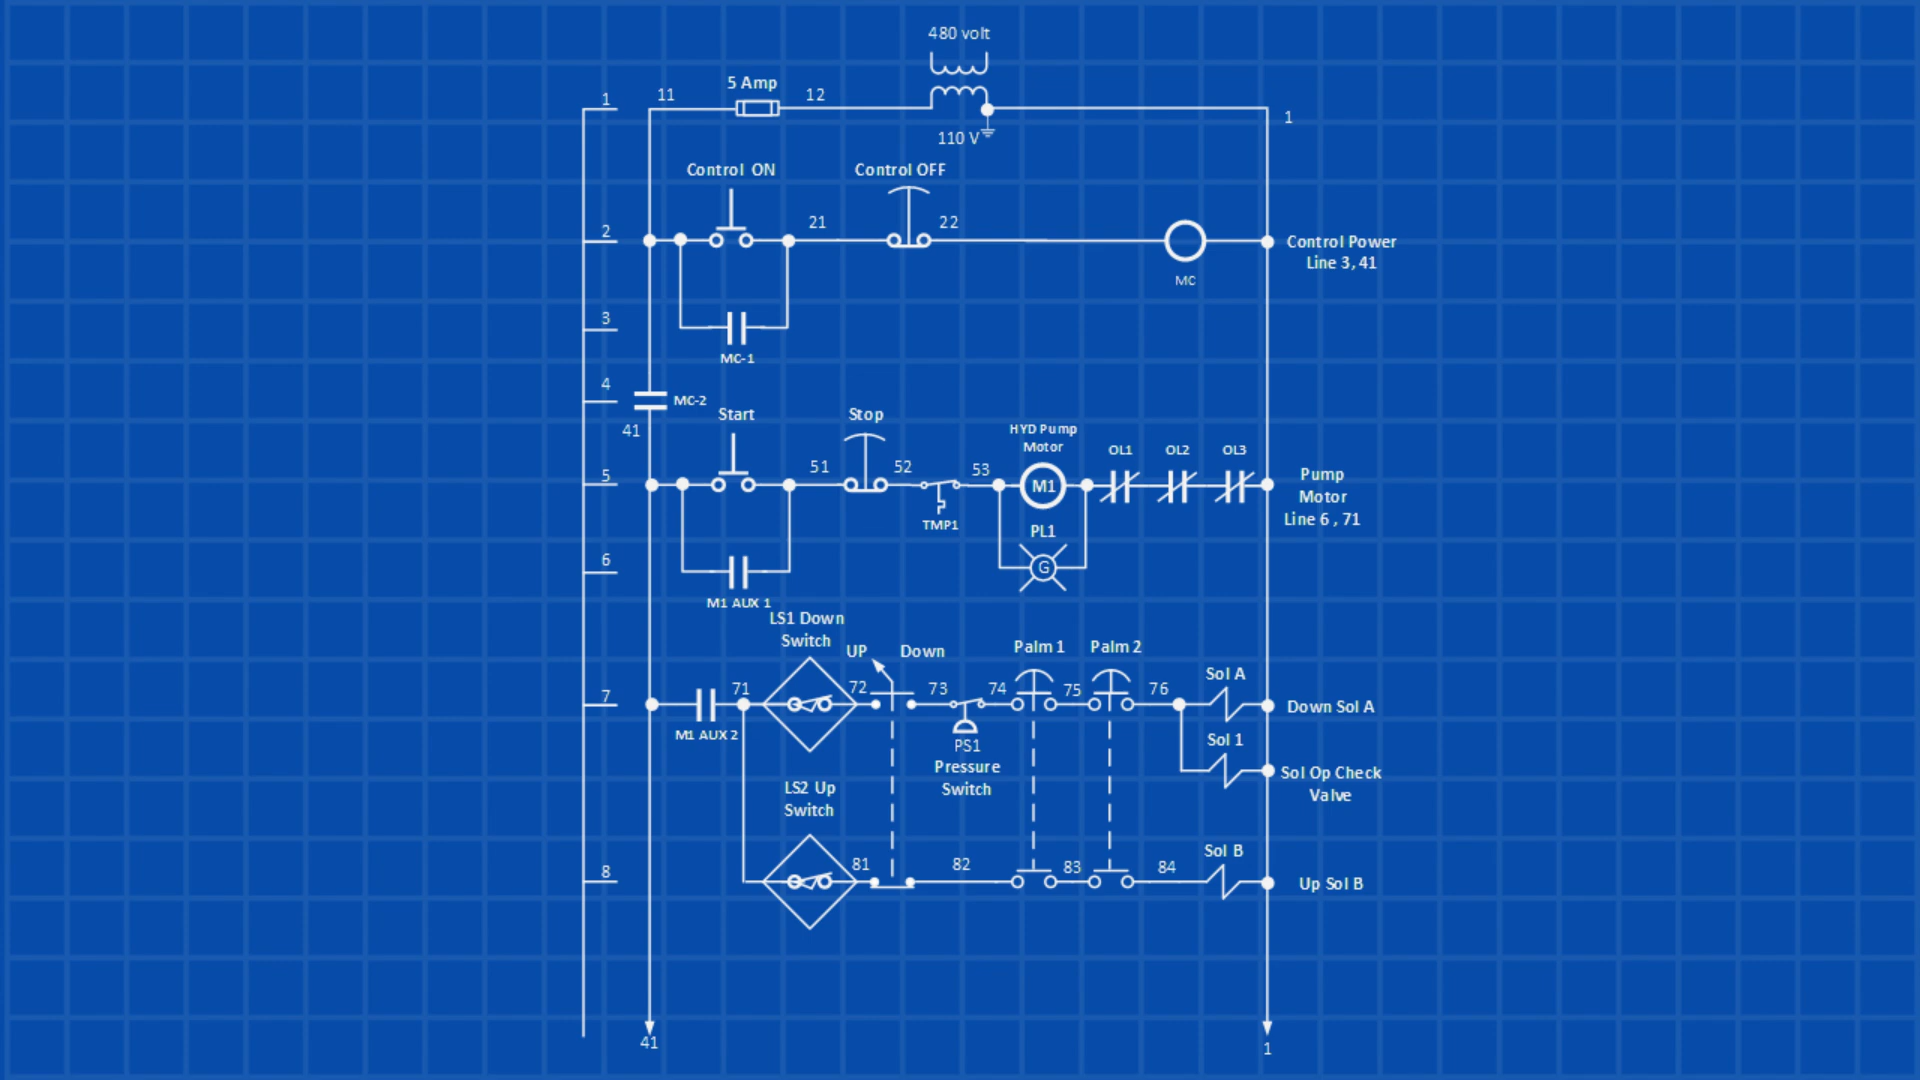 480 volt
5 Amp
1
11
12
1
110 V
Control ON
Control OFF
2
21
22
Control Power
Line 3, 41
MC
3
MC-1
4
MC-2
Start
Stop
41
HYD Pump
Motor
OL1
OL2
OL3
5
51
52
53
M1
Pump
Motor
Line 6 , 71
TMP1
PL1
6
G
M1 AUX 1
LS1 Down
Switch
UP
Down
Palm 1
Palm 2
Sol A
7
71
72
73
74
75
76
Down Sol A
M1 AUX 2
PS1
Pressure
Switch
Sol 1
Sol Op Check
Valve
LS2 Up
Switch
Sol B
8
81
82
83
84
Up Sol B
41
1